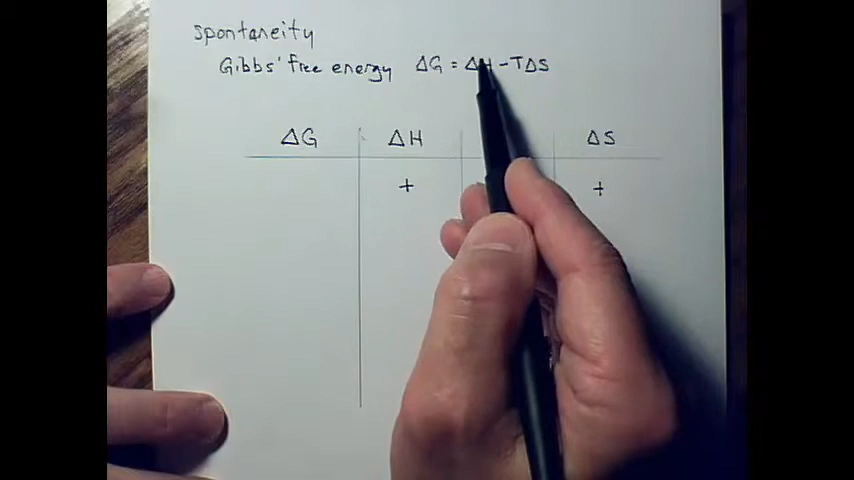 spontaneity
Gibbs' free energy ΔG = ΔH - TΔS
ΔG ΔH ΔS
+ +